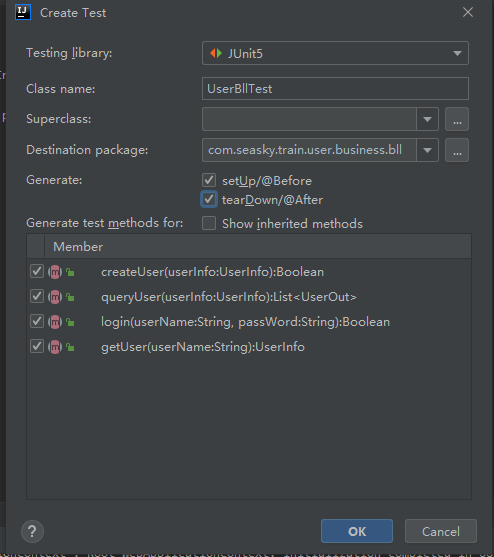 IJ Create Test
Testing library: JUnit5
Class name: UserBllTest
Superclass: ...
Destination package: com.seasky.train.user.business.bll ...
Generate: setUp/@Before
tearDown/@After
Generate test methods for: Show inherited methods
Member
m createUser(userInfo:UserInfo):Boolean
m queryUser(userInfo:UserInfo):List<UserOut>
m login(userName:String, passWord:String):Boolean
m getUser(userName:String):UserInfo
? OK Cancel